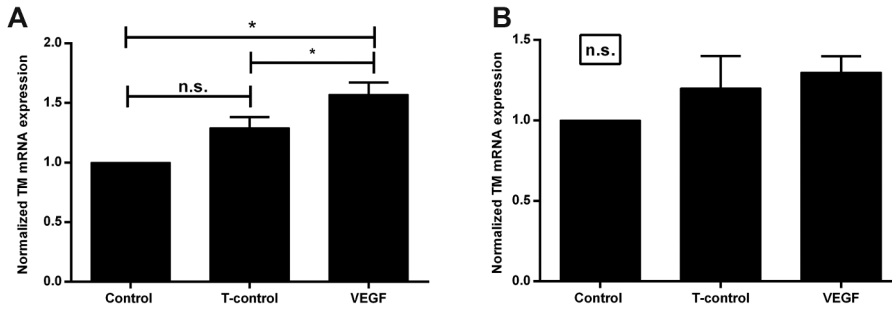 A
Normalized TM mRNA expression
2.0
1.5
1.0
0.5
0.0
*
*
n.s.
Control
T-control
VEGF
B
Normalized TM mRNA expression
1.5
1.0
0.5
0.0
n.s.
Control
T-control
VEGF